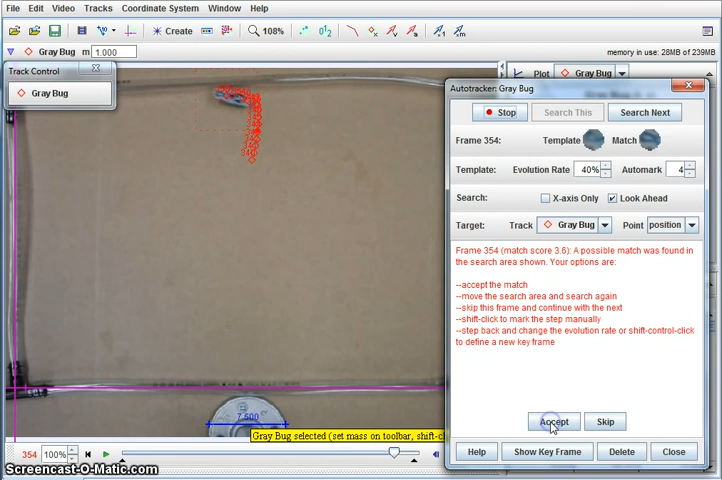 File Edit Video Tracks Coordinate System Window Help
Create 108%
Gray Bug m 1.000 memory in use: 28MB of 239MB
Track Control
Gray Bug
Plot Gray Bug
Autotracker: Gray Bug
Stop Search This Search Next
Frame 354: Template Match
Template: Evolution Rate 40% Automark 4
Search: X-axis Only Look Ahead
Target: Track Gray Bug Point position
Frame 354 (match score 3.6): A possible match was found in
the search area shown. Your options are:
--accept the match
--move the search area and search again
--skip this frame and continue with the next
--shift-click to mark the step manually
--step back and change the evolution rate or shift-control-click
to define a new key frame
Accept Skip
Help Show Key Frame Delete Close
7.500
Gray Bug selected (set mass on toolbar, shift-cl
354 100%
Screencast-O-Matic.com